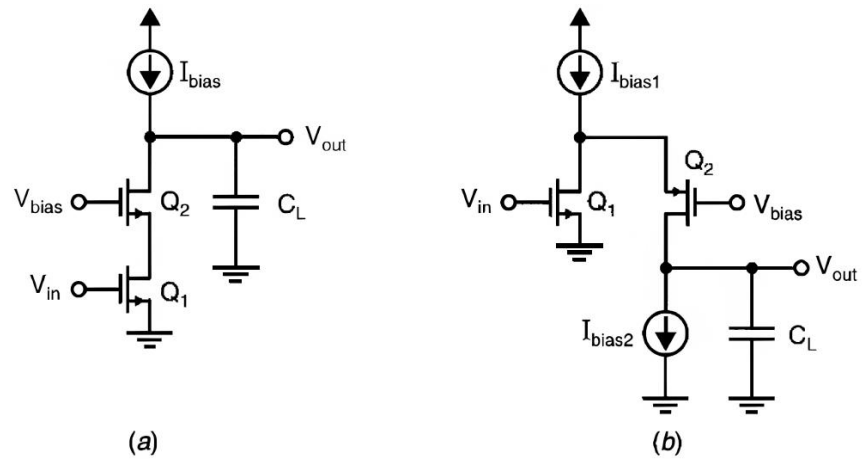 I_bias
V_out
V_bias
Q_2
C_L
V_in
Q_1
(a)
I_bias1
Q_2
V_in
Q_1
V_bias
V_out
I_bias2
C_L
(b)